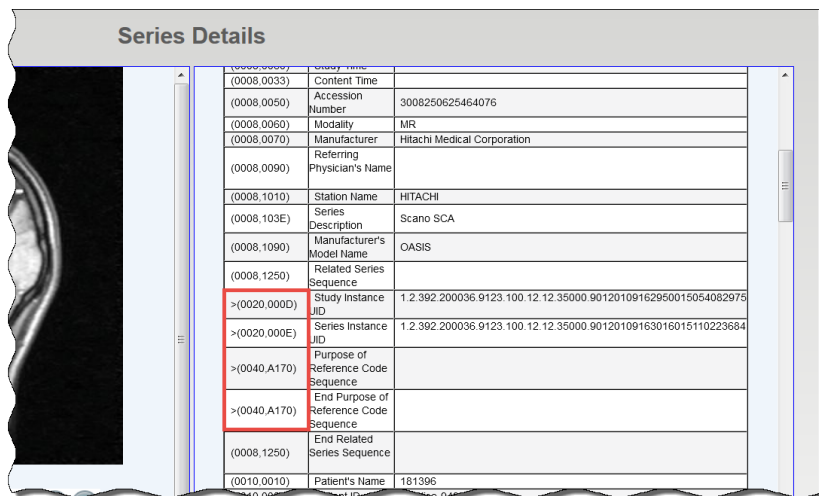 Series Details
(0008,0033) Content Time
(0008,0050) Accession
Number 3008250625464076
(0008,0060) Modality MR
(0008,0070) Manufacturer Hitachi Medical Corporation
(0008,0090) Referring
Physician's Name
(0008,1010) Station Name HITACHI
(0008,103E) Series
Description Scano SCA
(0008,1090) Manufacturer's
Model Name OASIS
(0008,1250) Related Series
Sequence
>(0020,000D) Study Instance
UID 1.2.392.200036.9123.100.12.12.35000.90120109162950015054082975
>(0020,000E) Series Instance
UID 1.2.392.200036.9123.100.12.12.35000.90120109163016015110223684
>(0040,A170) Purpose of
Reference Code
Sequence
>(0040,A170) End Purpose of
Reference Code
Sequence
(0008,1250) End Related
Series Sequence
(0010,0010) Patient's Name 181396